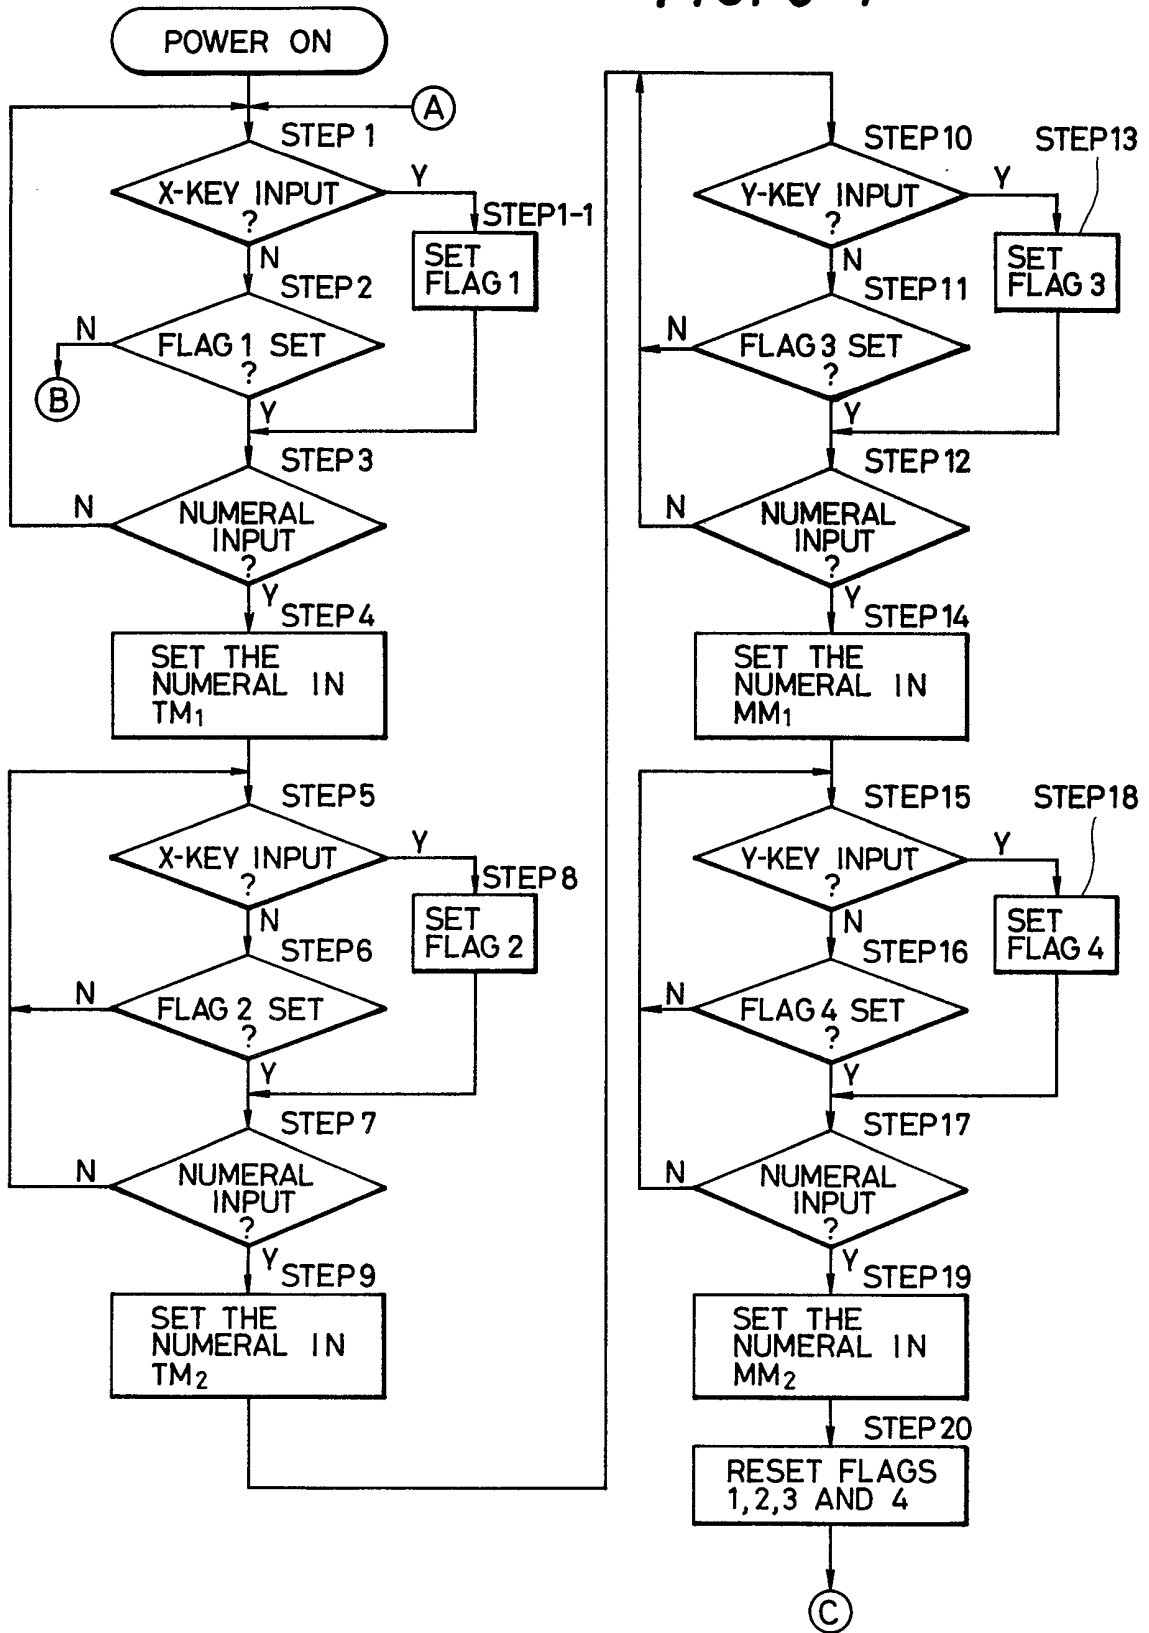 POWER ON
A
STEP 1
X-KEY INPUT
?
Y
N
STEP1-1
SET
FLAG 1
STEP 2
FLAG 1 SET
?
N
B
Y
STEP 3
NUMERAL
INPUT
?
N
Y
STEP 4
SET THE
NUMERAL IN
TM1
STEP 5
X-KEY INPUT
?
Y
N
STEP 8
SET
FLAG 2
STEP 6
FLAG 2 SET
?
N
Y
STEP 7
NUMERAL
INPUT
?
N
Y
STEP 9
SET THE
NUMERAL IN
TM2
STEP 10
Y-KEY INPUT
?
Y
N
STEP 13
SET
FLAG 3
STEP 11
FLAG 3 SET
?
N
Y
STEP 12
NUMERAL
INPUT
?
N
Y
STEP 14
SET THE
NUMERAL IN
MM1
STEP 15
Y-KEY INPUT
?
Y
N
STEP 18
SET
FLAG 4
STEP 16
FLAG 4 SET
?
N
Y
STEP 17
NUMERAL
INPUT
?
N
Y
STEP 19
SET THE
NUMERAL IN
MM2
STEP 20
RESET FLAGS
1, 2, 3 AND 4
C